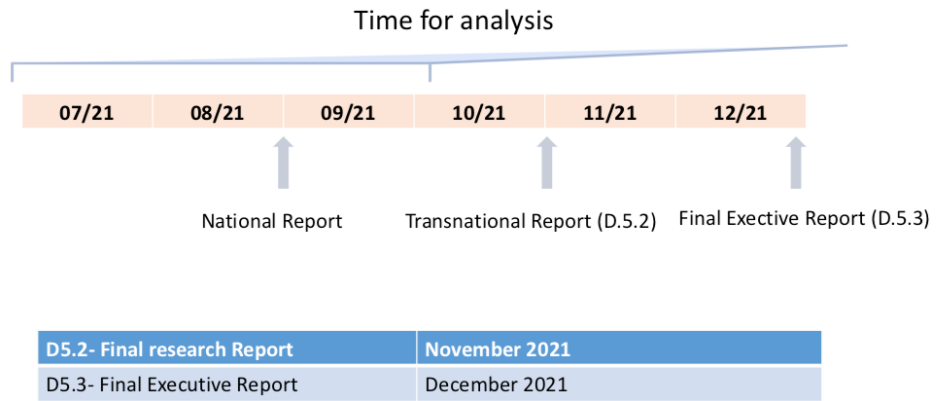 Time for analysis
07/21 08/21 09/21 10/21 11/21 12/21
National Report Transnational Report (D.5.2) Final Exective Report (D.5.3)
D5.2- Final research Report November 2021
D5.3- Final Executive Report December 2021